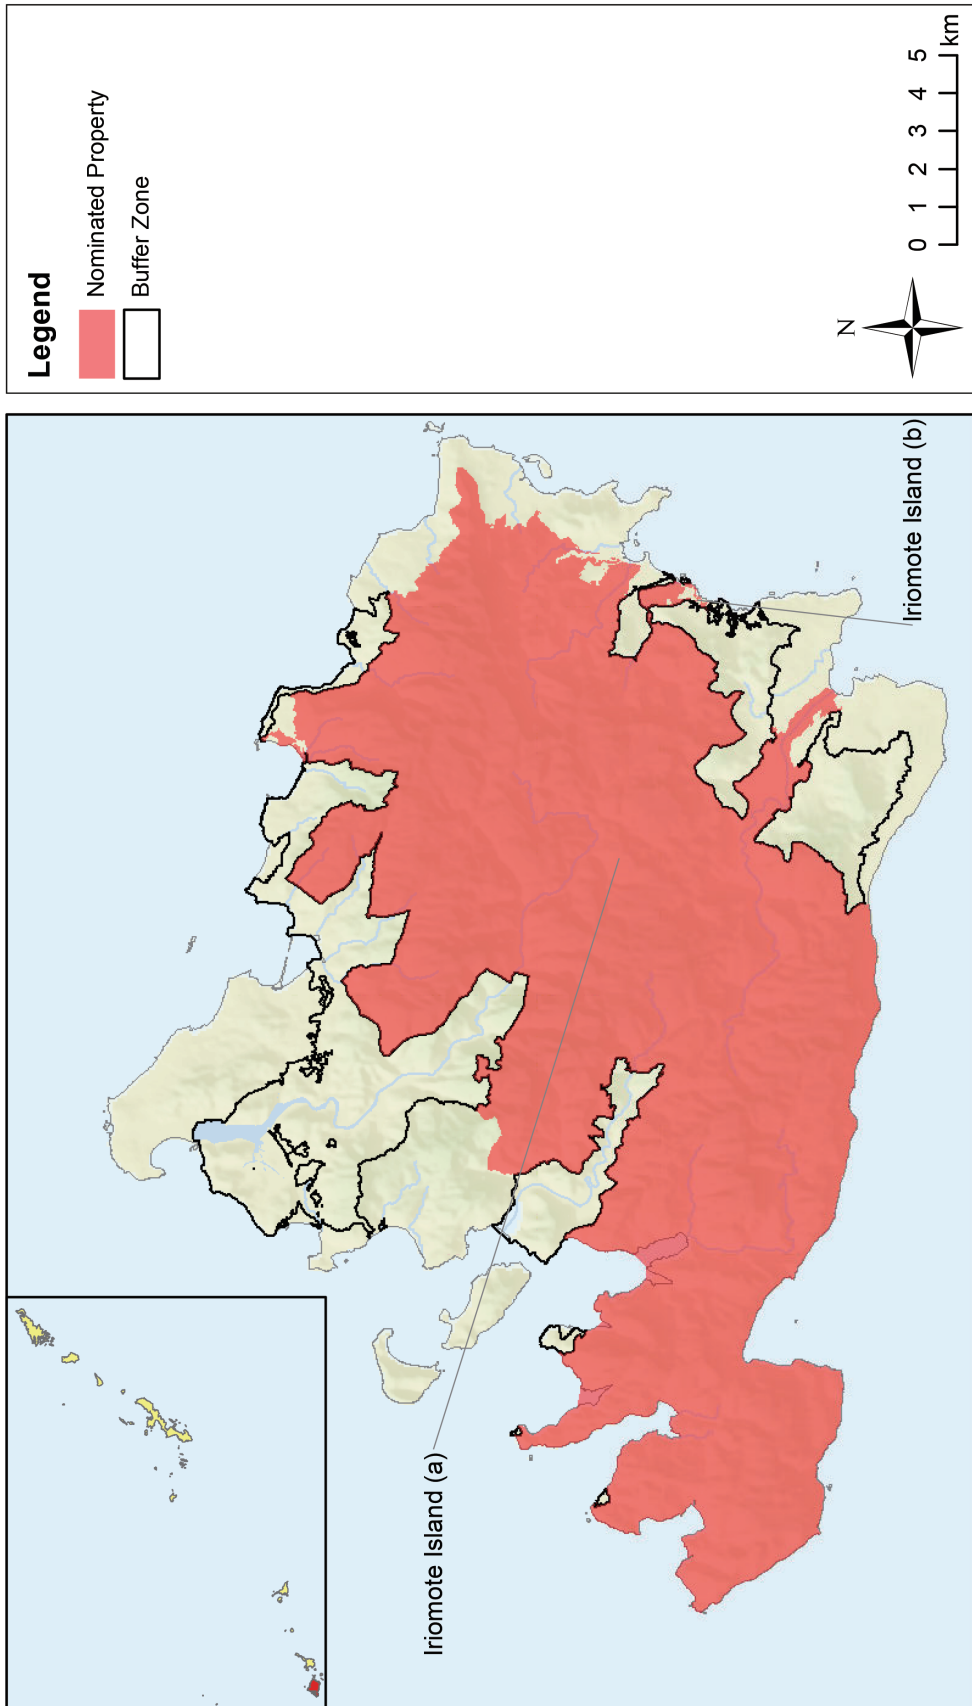 Legend
Nominated Property
Buffer Zone
N
0 1 2 3 4 5 km
Iriomote Island (a)
Iriomote Island (b)